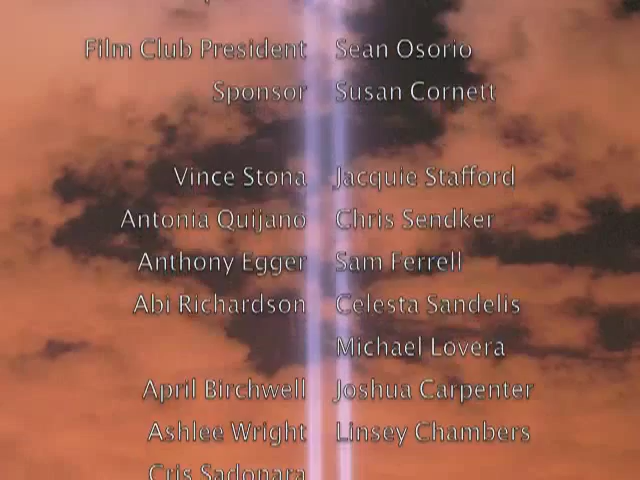 Film Club President Sean Osorio
Sponsor Susan Cornett
Vince Stona Jacquie Stafford
Antonia Quijano Chris Sendker
Anthony Egger Sam Ferrell
Abi Richardson Celesta Sandelis
Michael Lovera
April Birchwell Joshua Carpenter
Ashlee Wright Linsey Chambers
Cris Sadonara